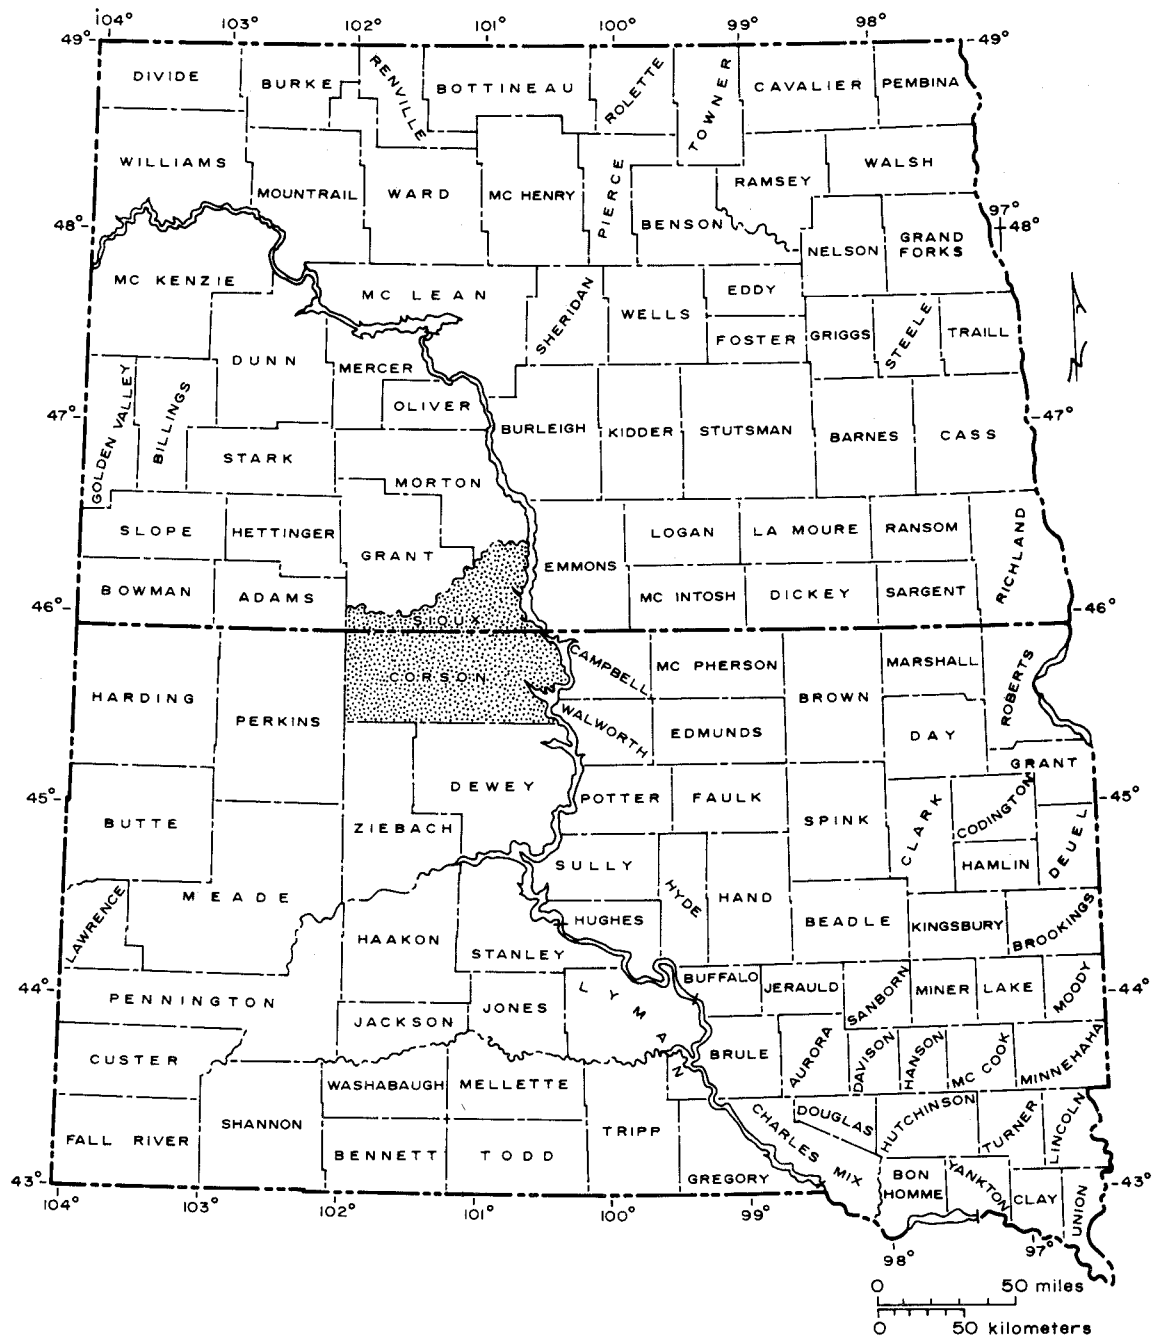 104° 103° 102° 101° 100° 99° 98°
49° 49°
DIVIDE BURKE RENVILLE BOTTINEAU ROLETTE TOWNER CAVALIER PEMBINA
WILLIAMS MOUNTRAIL WARD MC HENRY PIERCE BENSON RAMSEY WALSH
48° 97° 48°
NELSON GRAND
FORKS
MC KENZIE MC LEAN SHERIDAN WELLS EDDY
FOSTER GRIGGS STEELE TRAILL
DUNN MERCER
OLIVER
47° 47°
GOLDEN VALLEY BILLINGS STARK MORTON BURLEIGH KIDDER STUTSMAN BARNES CASS
SLOPE HETTINGER GRANT LOGAN LA MOURE RANSOM RICHLAND
EMMONS
BOWMAN ADAMS MC INTOSH DICKEY SARGENT
46° 46°
SIOUX
CORSON CAMPBELL MC PHERSON MARSHALL ROBERTS
HARDING PERKINS WALWORTH EDMUNDS BROWN DAY
GRANT
45° 45°
DEWEY POTTER FAULK SPINK CLARK CODINGTON DEUEL
BUTTE ZIEBACH
SULLY HAMLIN
LAWRENCE MEADE HYDE HAND
HAAKON HUGHES BEADLE KINGSBURY BROOKINGS
STANLEY
44° 44°
PENNINGTON JACKSON JONES LYMAN BUFFALO JERAULD SANBORN MINER LAKE MOODY
CUSTER BRULE AURORA DAVISON HANSON MC COOK MINNEHAHA
WASHABAUGH MELLETTE
FALL RIVER SHANNON BENNETT TODD TRIPP CHARLES MIX DOUGLAS HUTCHINSON TURNER LINCOLN
GREGORY BON
HOMME YANKTON CLAY UNION
43° 43°
104° 103° 102° 101° 100° 99°
98° 97°
0 50 miles
0 50 kilometers